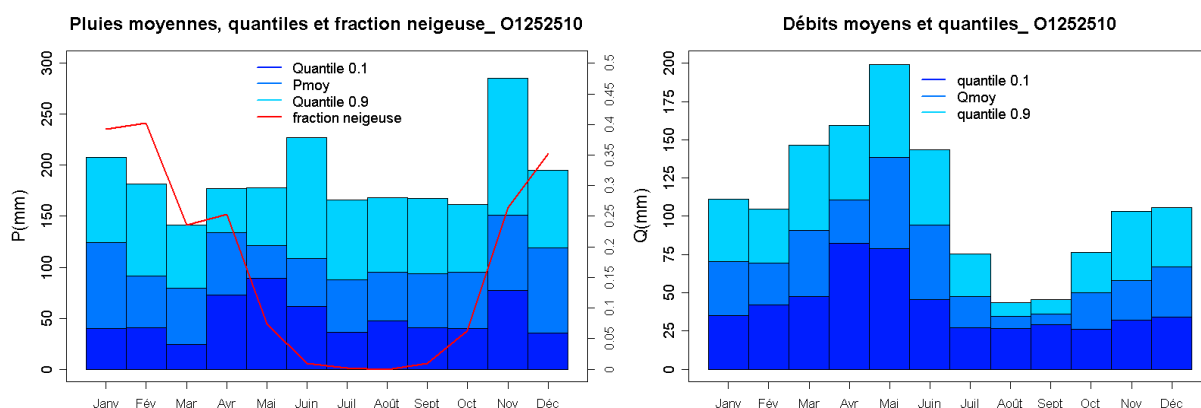 Pluies moyennes, quantiles et fraction neigeuse_ O1252510
Quantile 0.1
Pmoy
Quantile 0.9
fraction neigeuse
P(mm)
300
250
200
150
100
50
0
0.5
0.45
0.4
0.35
0.3
0.25
0.2
0.15
0.1
0.05
0
Janv Fév Mar Avr Mai Juin Juil Août Sept Oct Nov Déc
Débits moyens et quantiles_ O1252510
quantile 0.1
Qmoy
quantile 0.9
Q(mm)
200
175
150
125
100
75
50
25
0
Janv Fév Mar Avr Mai Juin Juil Août Sept Oct Nov Déc